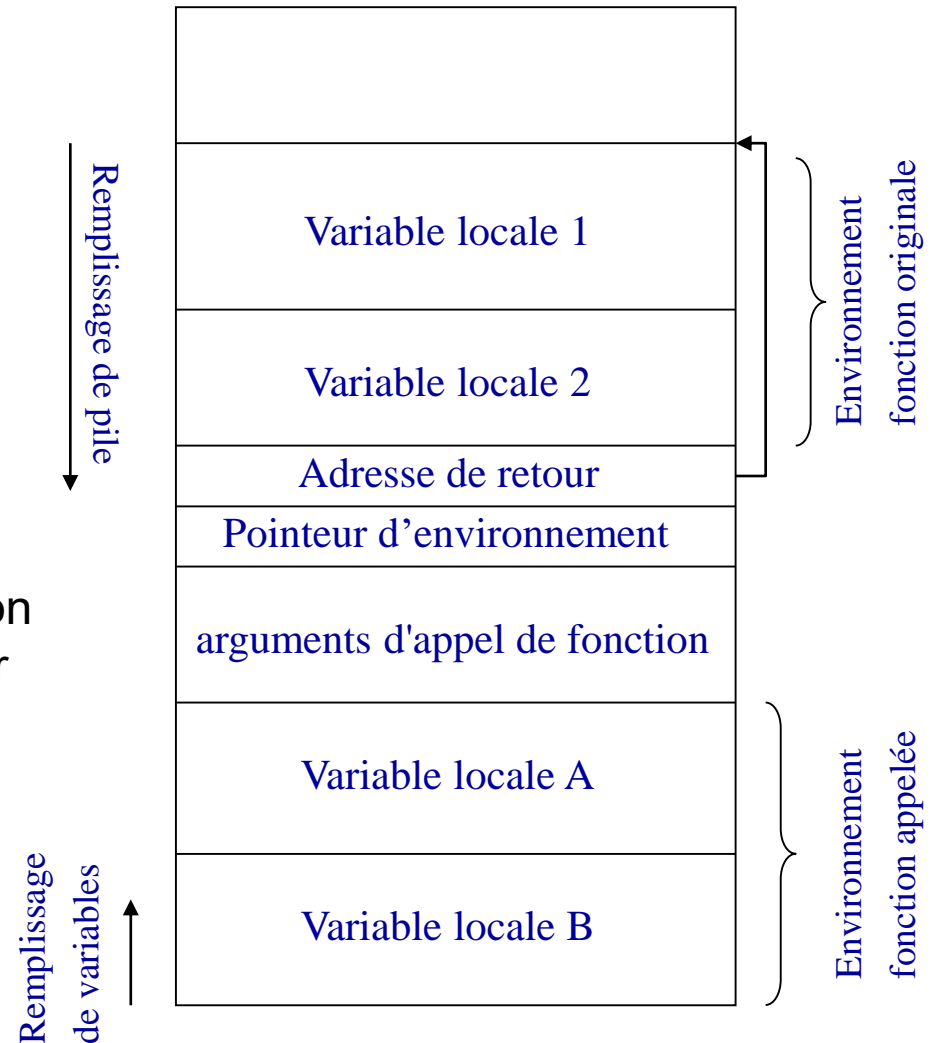 Remplissage de pile
Variable locale 1
Variable locale 2
Environnement
fonction originale
Adresse de retour
Pointeur d’environnement
arguments d'appel de fonction
Variable locale A
Variable locale B
Environnement
fonction appelée
Remplissage
de variables